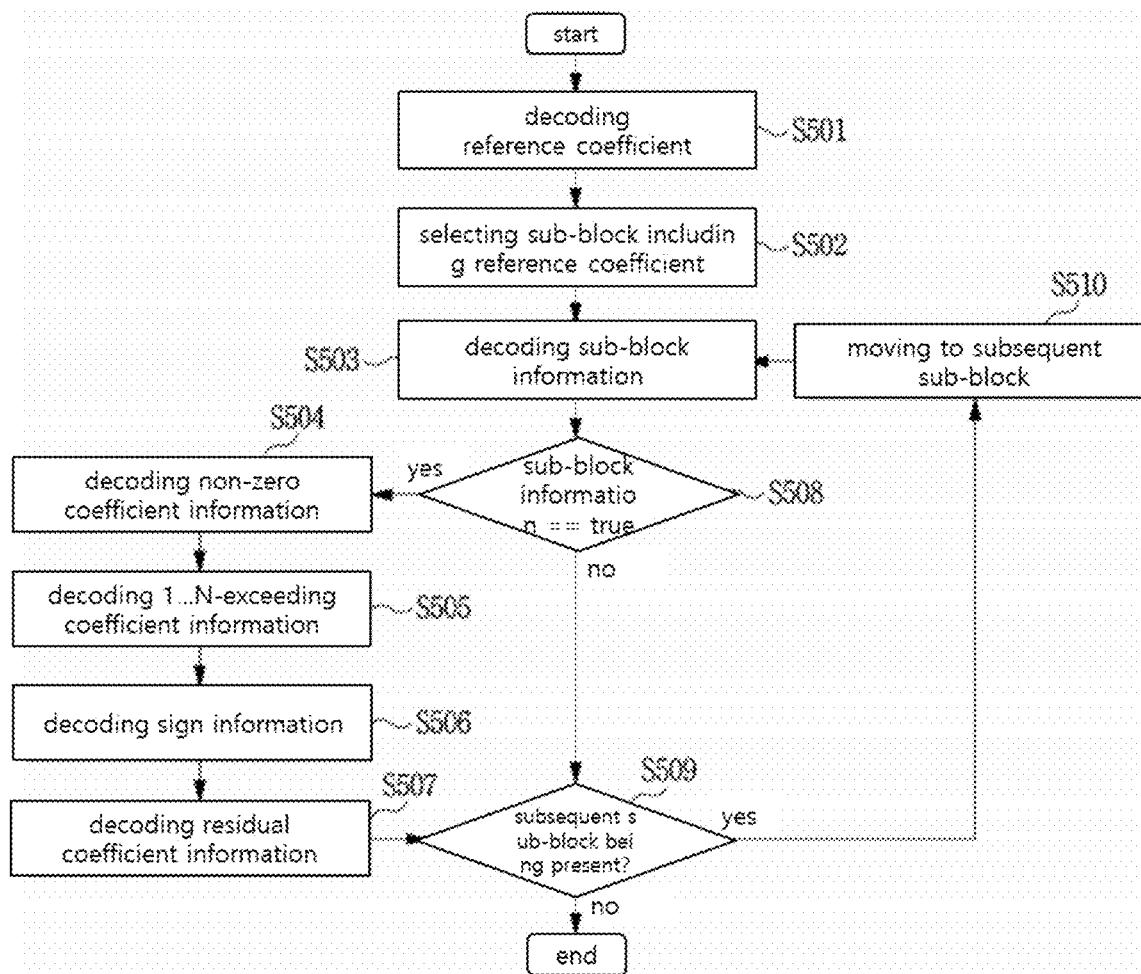 start
decoding
reference coefficient
S501
selecting sub-block includin
g reference coefficient
S502
S510
S503
decoding sub-block
information
moving to subsequent
sub-block
S504
decoding non-zero
coefficient information
yes
sub-block
informatio
n == true
S508
no
decoding 1...N-exceeding
coefficient information
S505
decoding sign information
S506
S507
decoding residual
coefficient information
S509
subsequent s
ub-block bei
ng present?
yes
no
end